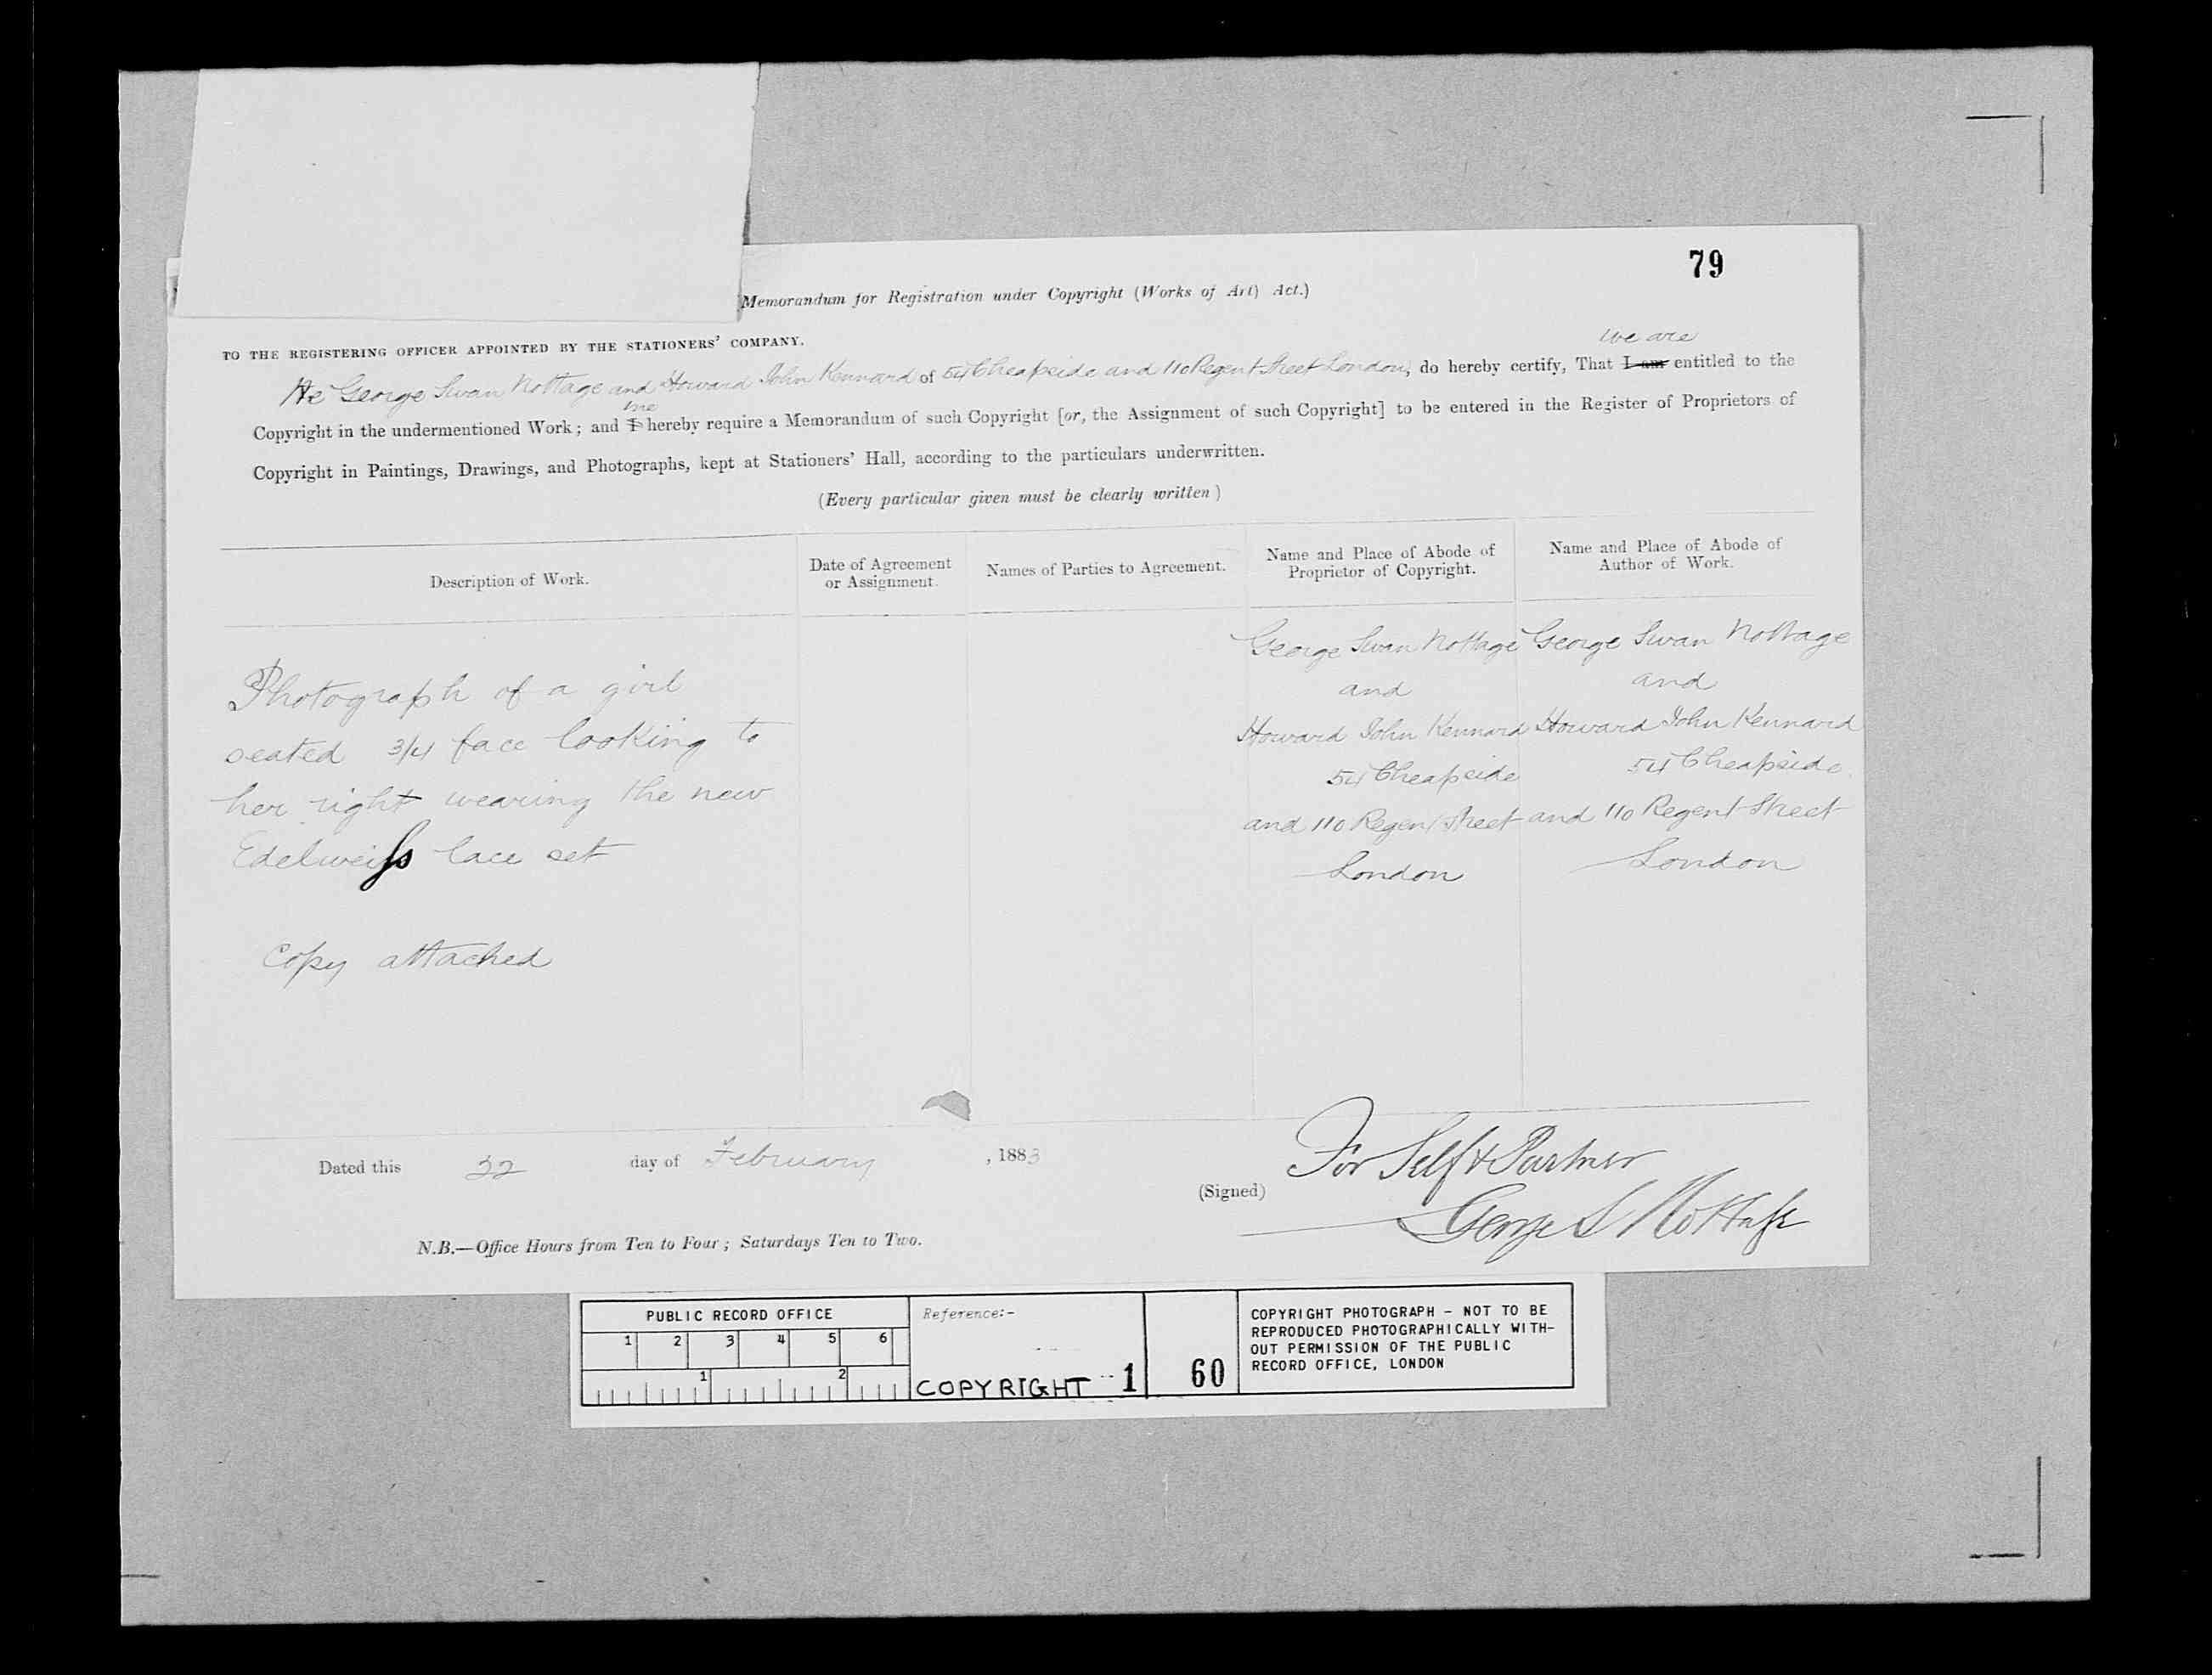 79
Memorandum for Registration under Copyright (Works of Art) Act.)
TO THE REGISTERING OFFICER APPOINTED BY THE STATIONERS' COMPANY.
we are
We George Swan Nottage and Howard John Kennard of 54 Cheapside and 110 Regent Street London, do hereby certify, That I am entitled to the
we
Copyright in the undermentioned Work; and I hereby require a Memorandum of such Copyright [or, the Assignment of such Copyright] to be entered in the Register of Proprietors of
Copyright in Paintings, Drawings, and Photographs, kept at Stationers' Hall, according to the particulars underwritten.
(Every particular given must be clearly written)
Description of Work.
Date of Agreement
or Assignment.
Names of Parties to Agreement.
Name and Place of Abode of
Proprietor of Copyright.
Name and Place of Abode of
Author of Work.
Photograph of a girl
seated 3/4 face looking to
her right wearing the new
Edelweiss lace set
Copy attached
George Swan Nottage
and
Howard John Kennard
54 Cheapside
and 110 Regent Street
London
George Swan Nottage
and
Howard John Kennard
54 Cheapside
and 110 Regent Street
London
Dated this 22 day of February, 1883
For Self & Partner
(Signed) George S Nottage
N.B.—Office Hours from Ten to Four; Saturdays Ten to Two.
PUBLIC RECORD OFFICE
1 2 3 4 5 6
1 2
Reference:-
COPYRIGHT 1
60
COPYRIGHT PHOTOGRAPH - NOT TO BE
REPRODUCED PHOTOGRAPHICALLY WITH-
OUT PERMISSION OF THE PUBLIC
RECORD OFFICE, LONDON